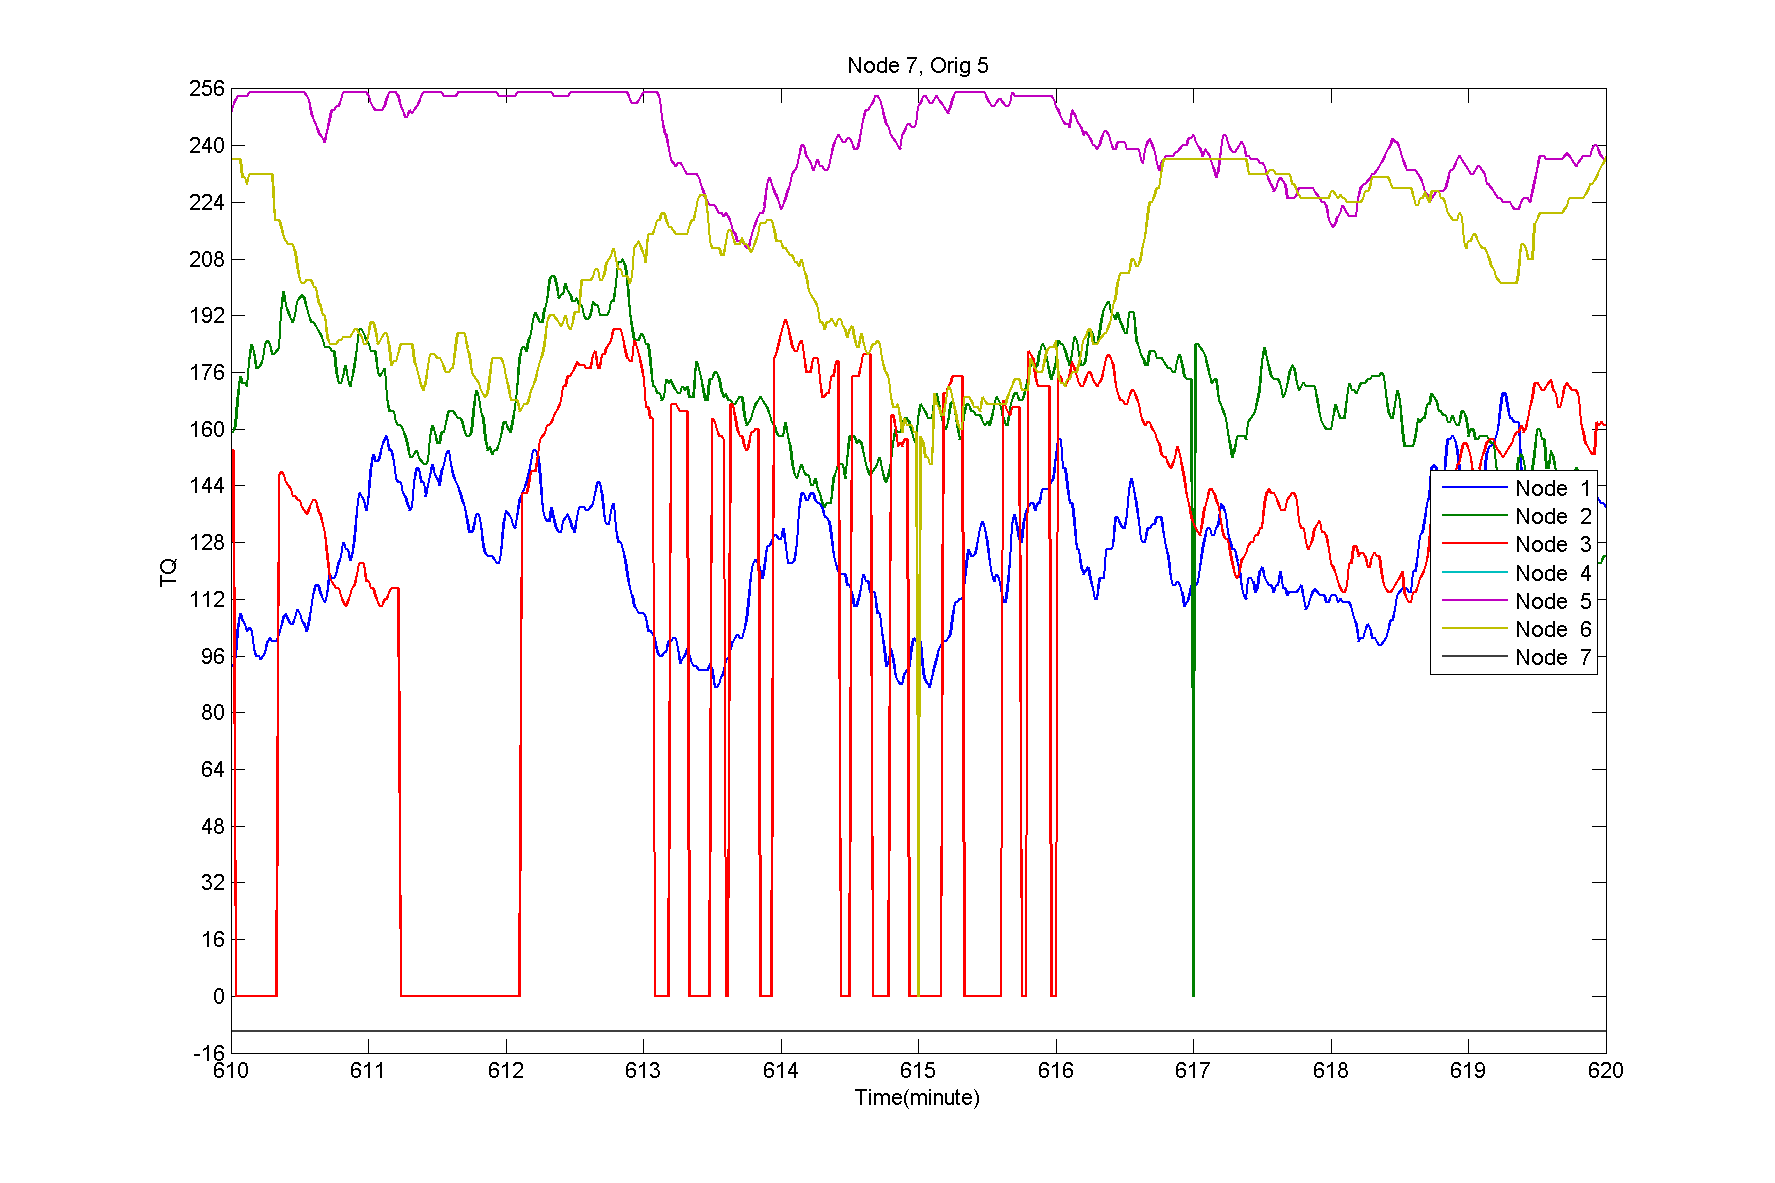 Node 7, Orig 5
256
240
224
208
192
176
160
144
128
112
96
80
64
48
32
16
0
-16
TQ
Node 1
Node 2
Node 3
Node 4
Node 5
Node 6
Node 7
610 611 612 613 614 615 616 617 618 619 620
Time(minute)